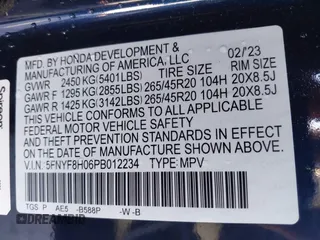 MFD. BY HONDA DEVELOPMENT & 02/'23
MANUFACTURING OF AMERICA, LLC
GVWR 2450 KG(5401LBS) TIRE SIZE RIM SIZE
GAWR F 1295 KG(2855LBS)265/45R20 104H 20X8.5J
GAWR R 1425 KG(3142LBS)265/45R20 104H 20X8.5J
THIS VEHICLE CONFORMS TO ALL APPLICABLE
FEDERAL MOTOR VEHICLE SAFETY AND THEFT
PREVENTION STANDARDS IN EFFECT ON THE
DATE OF MANUFACTURE SHOWN ABOVE.
V.I.N. 5FNYF8H06PB012234 TYPE: MPV
TGS P AE5 -B588P -W-B
DREAMBID